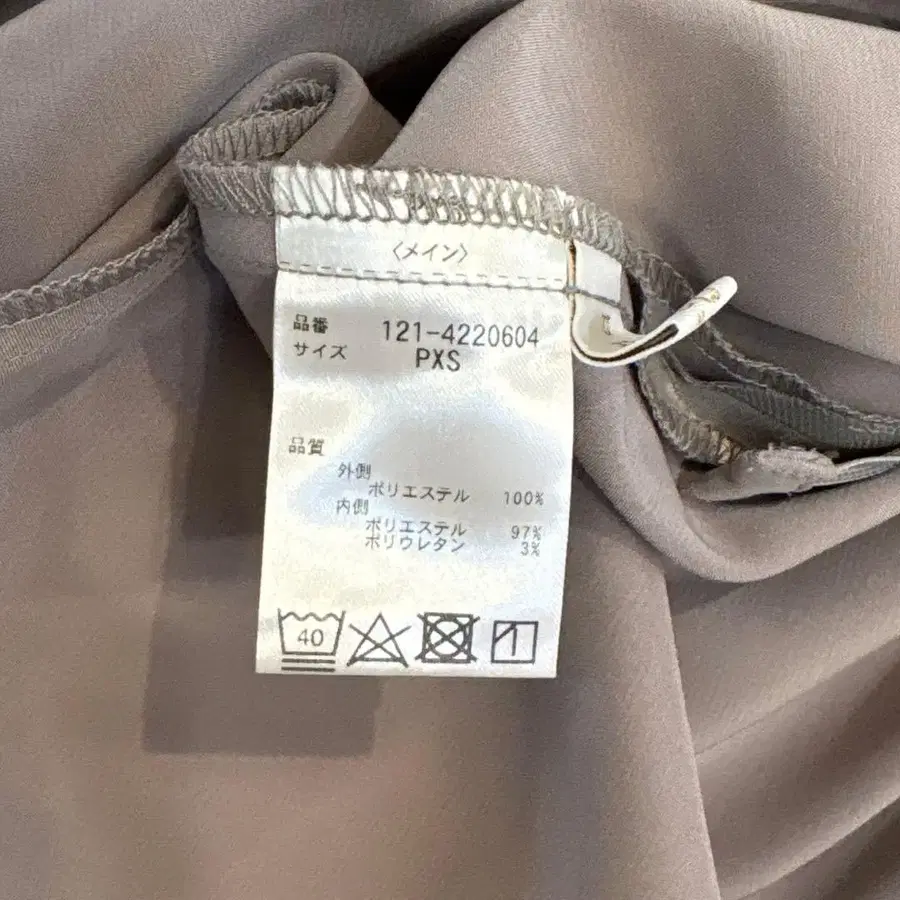 〈メイン〉
品番 121-4220604
サイズ PXS
品質
外側
ポリエステル 100%
内側
ポリエステル 97%
ポリウレタン 3%
40